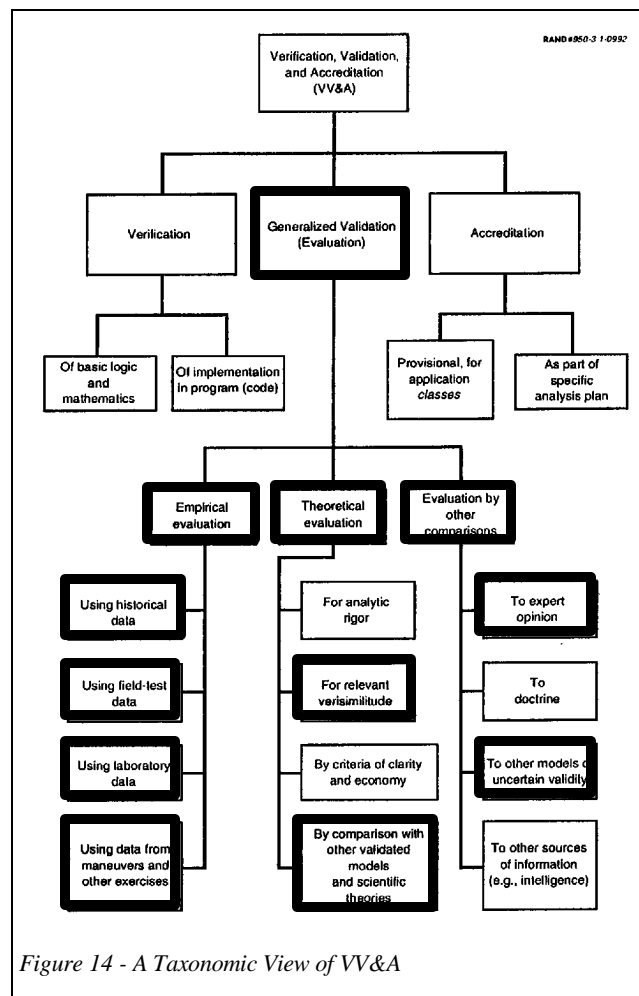 RAND#950-3 1-0992
Verification, Validation,
and Accreditation
(VV&A)
Verification
Generalized Validation
(Evaluation)
Accreditation
Of basic logic
and
mathematics
Of implementation
in program (code)
Provisional, for
application
classes
As part of
specific
analysis plan
Empirical
evaluation
Theoretical
evaluation
Evaluation by
other
comparisons
Using historical
data
For analytic
rigor
To expert
opinion
Using field-test
data
For relevant
verisimilitude
To
doctrine
Using laboratory
data
By criteria of clarity
and economy
To other models o
uncertain validity
Using data from
maneuvers and
other exercises
By comparison with
other validated
models
and scientific
theories
To other sources
of information
(e.g., intelligence)
Figure 14 - A Taxonomic View of VV&A